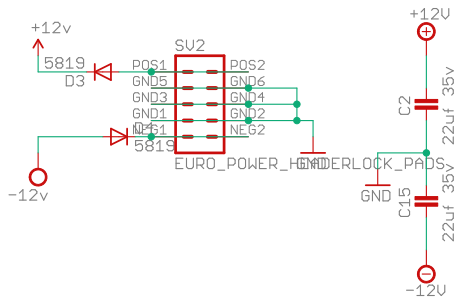 +12v
5819
D3
SV2
POS1
POS2
GND5
GND6
GND3
GND4
GND1
GND2
D4
NEG1
NEG2
5819
EURO_POWER_HEADERLOCK_PADS
GND
-12v
+12V
C2
22uf 35v
GND
C15
22uf 35v
-12V